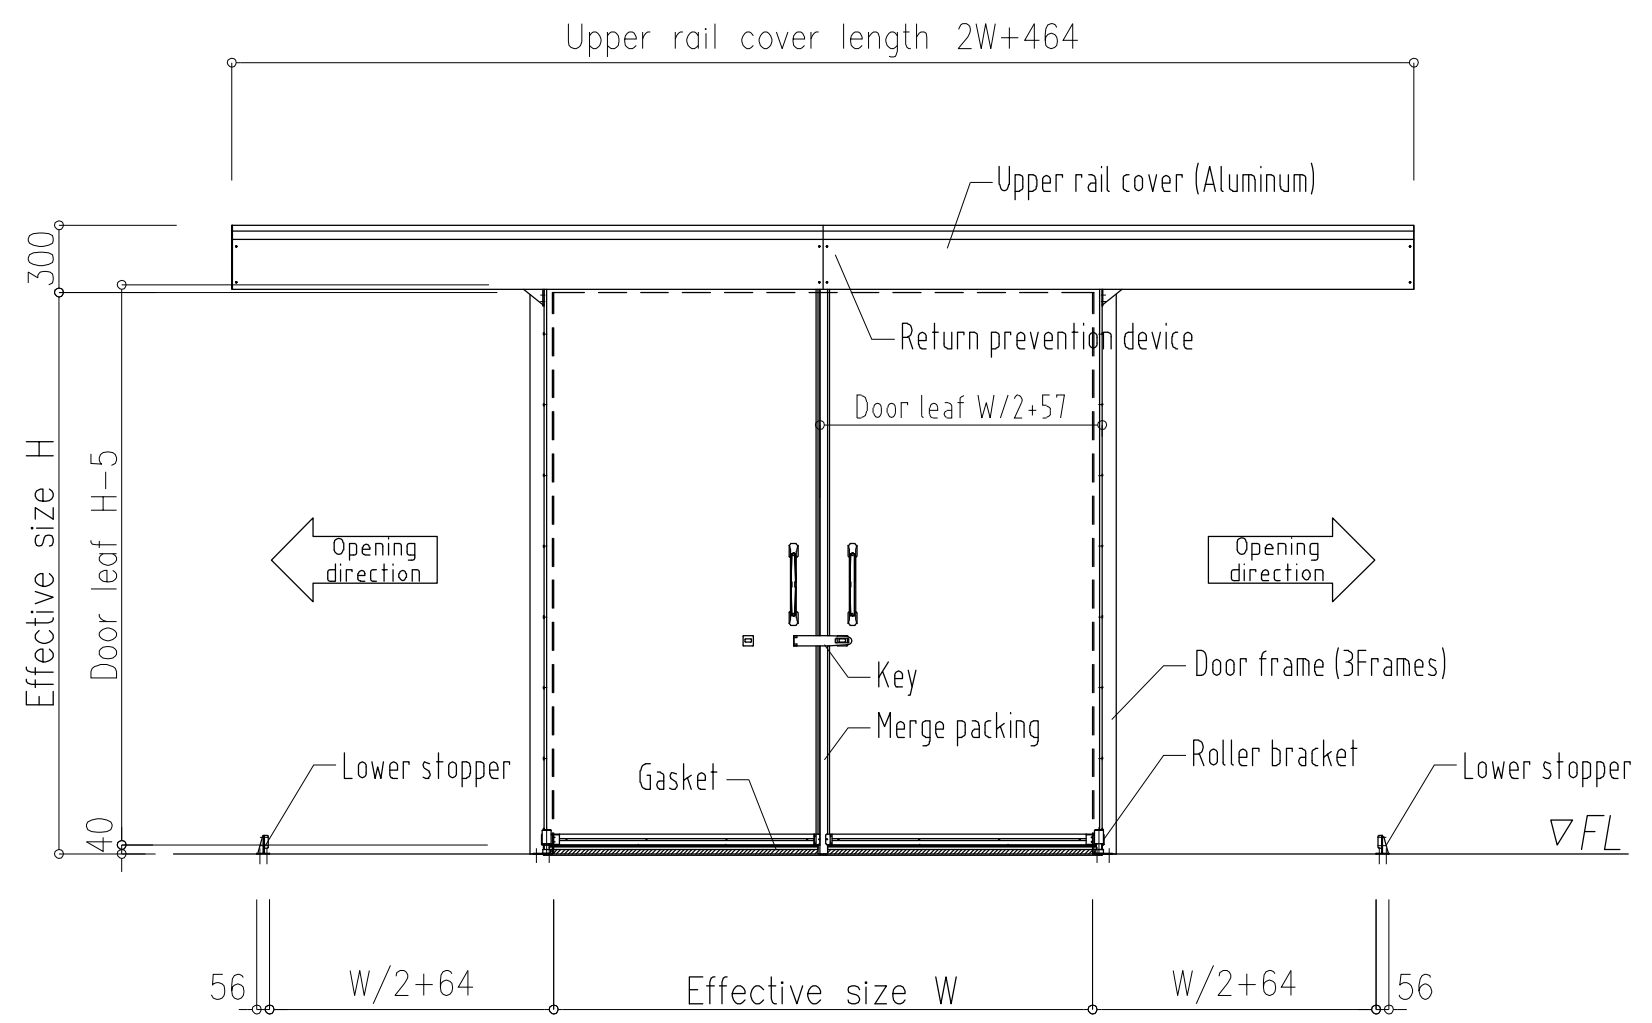 Upper rail cover length 2W+464
Upper rail cover (Aluminum)
300
Return prevention device
Door leaf W/2+57
Effective size H
Door leaf H-5
Opening
direction
Opening
direction
Door frame (3Frames)
Key
Merge packing
Roller bracket
Lower stopper
Gasket
Lower stopper
40
▽FL
56
W/2+64
Effective size W
W/2+64
56